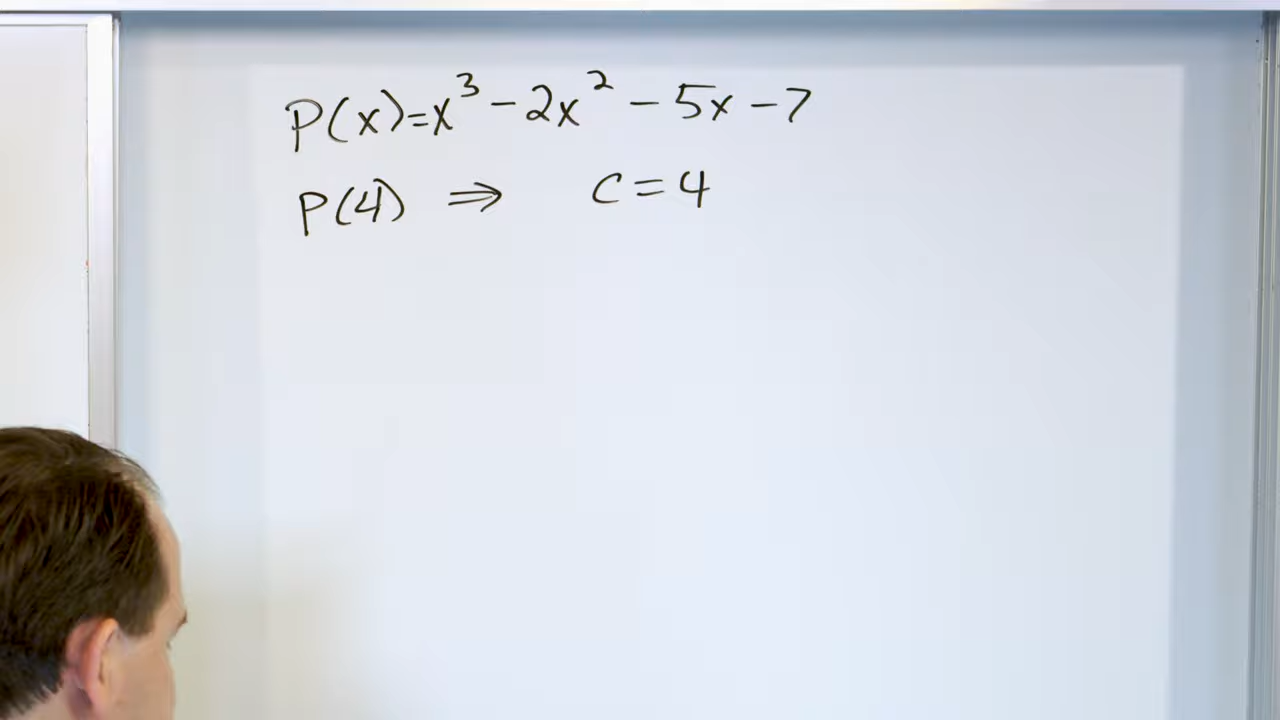 P(x)=x³-2x²-5x-7
P(4) ⇒ C=4